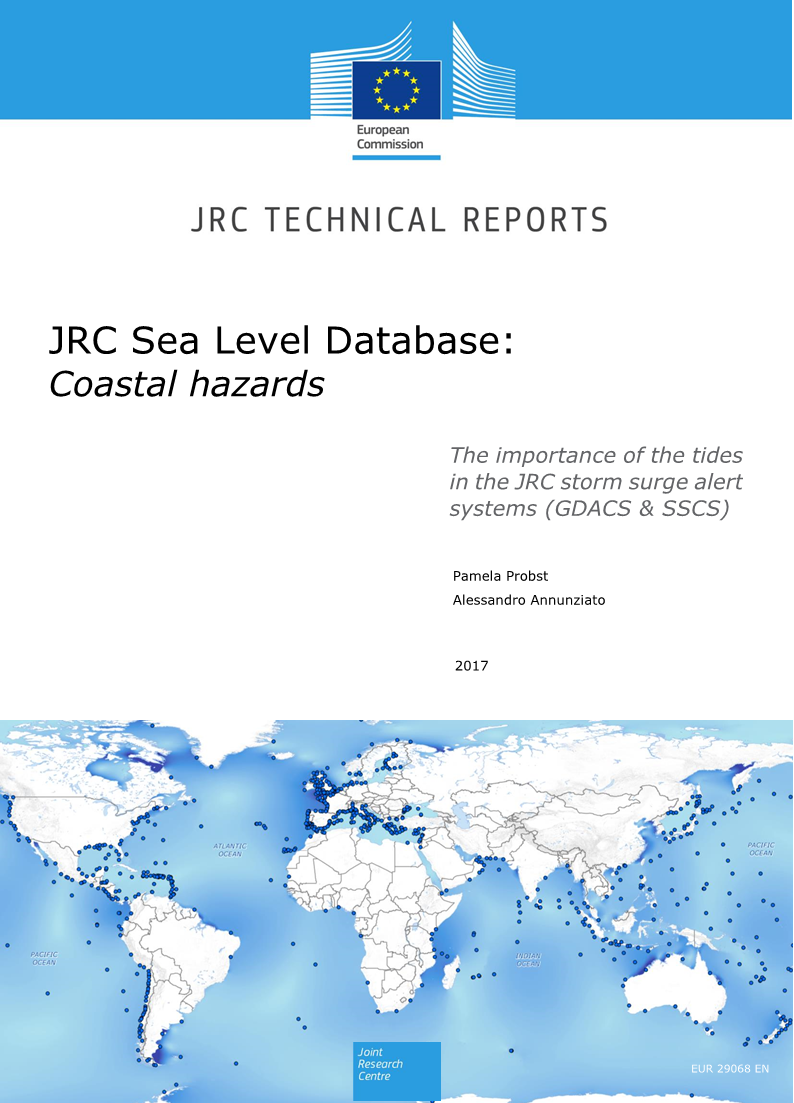 European
Commission
JRC TECHNICAL REPORTS
JRC Sea Level Database:
Coastal hazards
The importance of the tides
in the JRC storm surge alert
systems (GDACS & SSCS)
Pamela Probst
Alessandro Annunziato
2017
ATLANTIC
OCEAN
PACIFIC
OCEAN
PACIFIC
OCEAN
INDIAN
OCEAN
Joint
Research
Centre
EUR 29068 EN